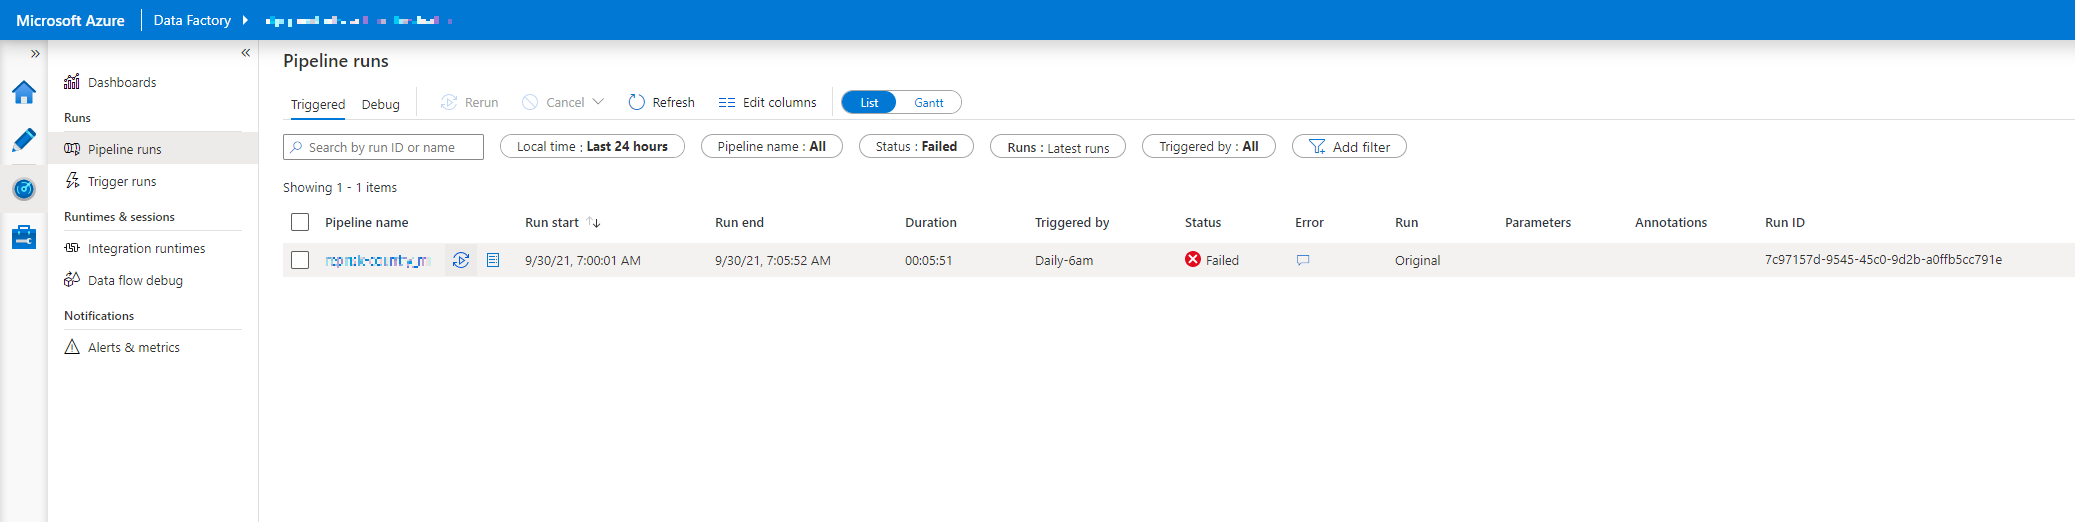 Microsoft Azure Data Factory
Dashboards
Runs
Pipeline runs
Trigger runs
Runtimes & sessions
Integration runtimes
Data flow debug
Notifications
Alerts & metrics
Pipeline runs
Triggered Debug Rerun Cancel Refresh Edit columns List Gantt
Search by run ID or name Local time : Last 24 hours Pipeline name : All Status : Failed Runs : Latest runs Triggered by : All Add filter
Showing 1 - 1 items
Pipeline name Run start Run end Duration Triggered by Status Error Run Parameters Annotations Run ID
9/30/21, 7:00:01 AM 9/30/21, 7:05:52 AM 00:05:51 Daily-6am Failed Original 7c97157d-9545-45c0-9d2b-a0ffb5cc791e